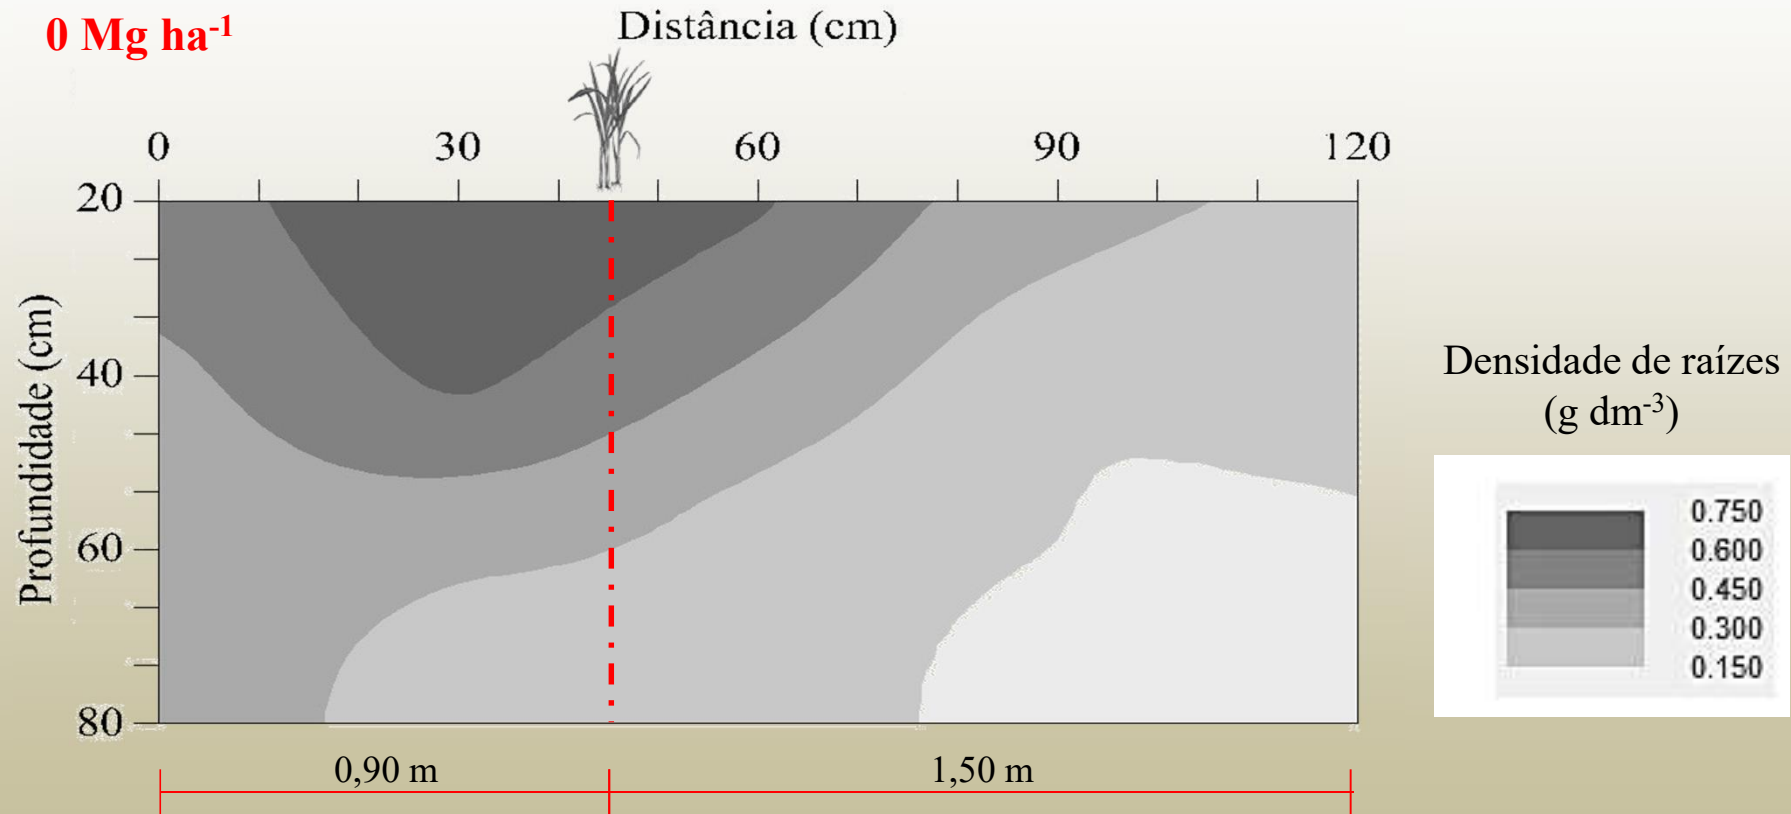 0 Mg ha-1
Distância (cm)
0 30 60 90 120
20
40
60
80
Profundidade (cm)
Densidade de raízes
(g dm-3)
0.750
0.600
0.450
0.300
0.150
0,90 m 1,50 m